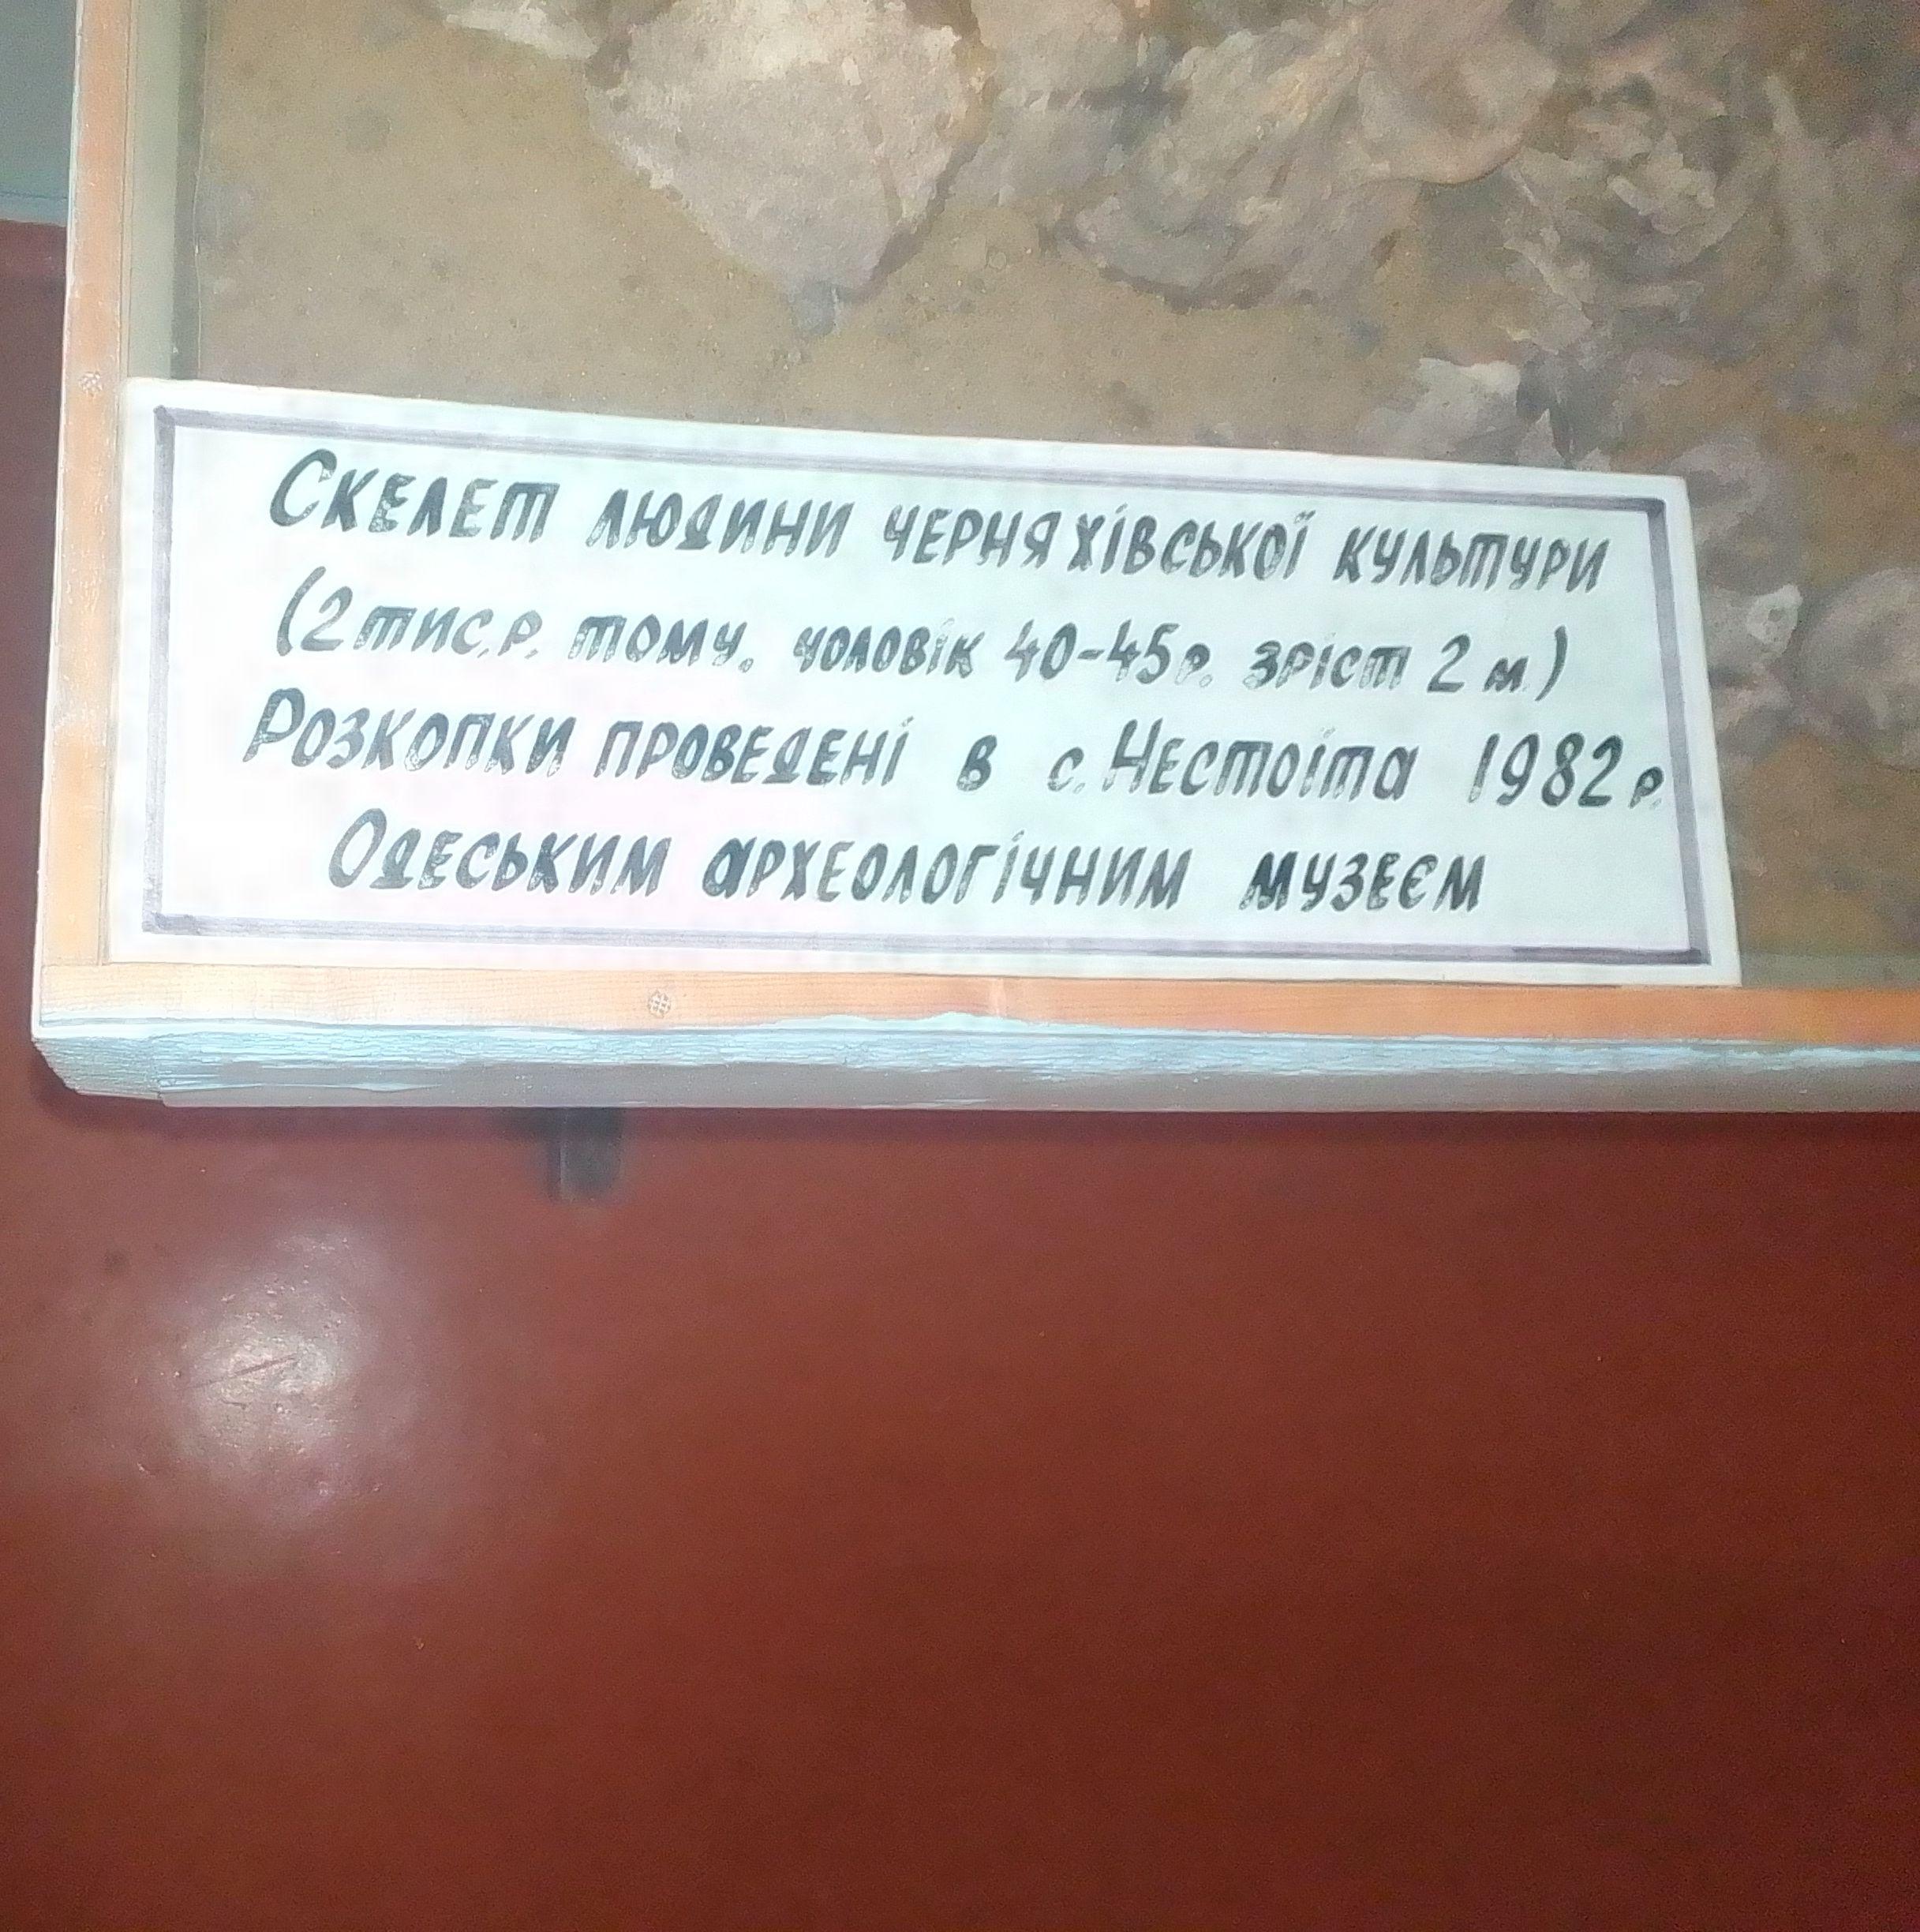 Скелет людини черняхівської культури
(2 тис. р. тому. чоловік 40-45 р. зріст 2 м)
Розкопки проведені в с. Нестоіта 1982 р.
Одеським археологічним музеєм